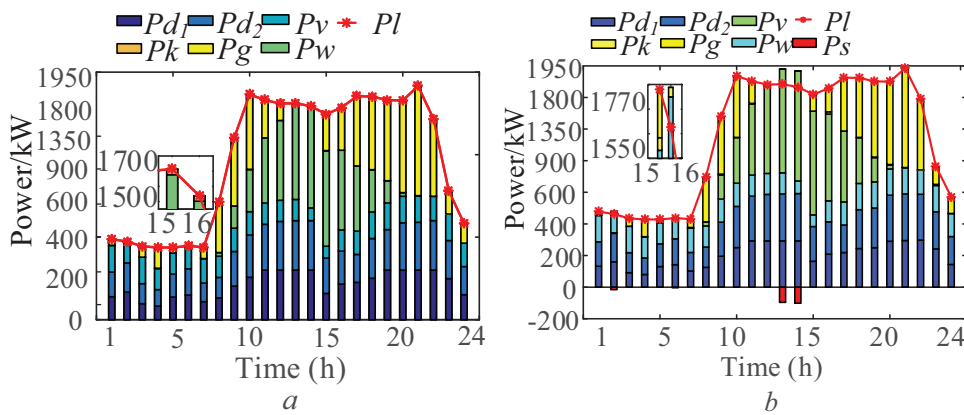 Pd1 Pd2 Pv Pl
Pk Pg Pw
Power/kW
1950
1800
1350
900
400
200
0
1700
1500
15 16
1 5 10 15 20 24
Time (h)
a
Pd1 Pd2 Pv Pl
Pk Pg Pw Ps
Power/kW
1950
1800
1350
900
600
400
200
0
-200
1770
1550
15 16
1 5 10 15 20 24
Time (h)
b